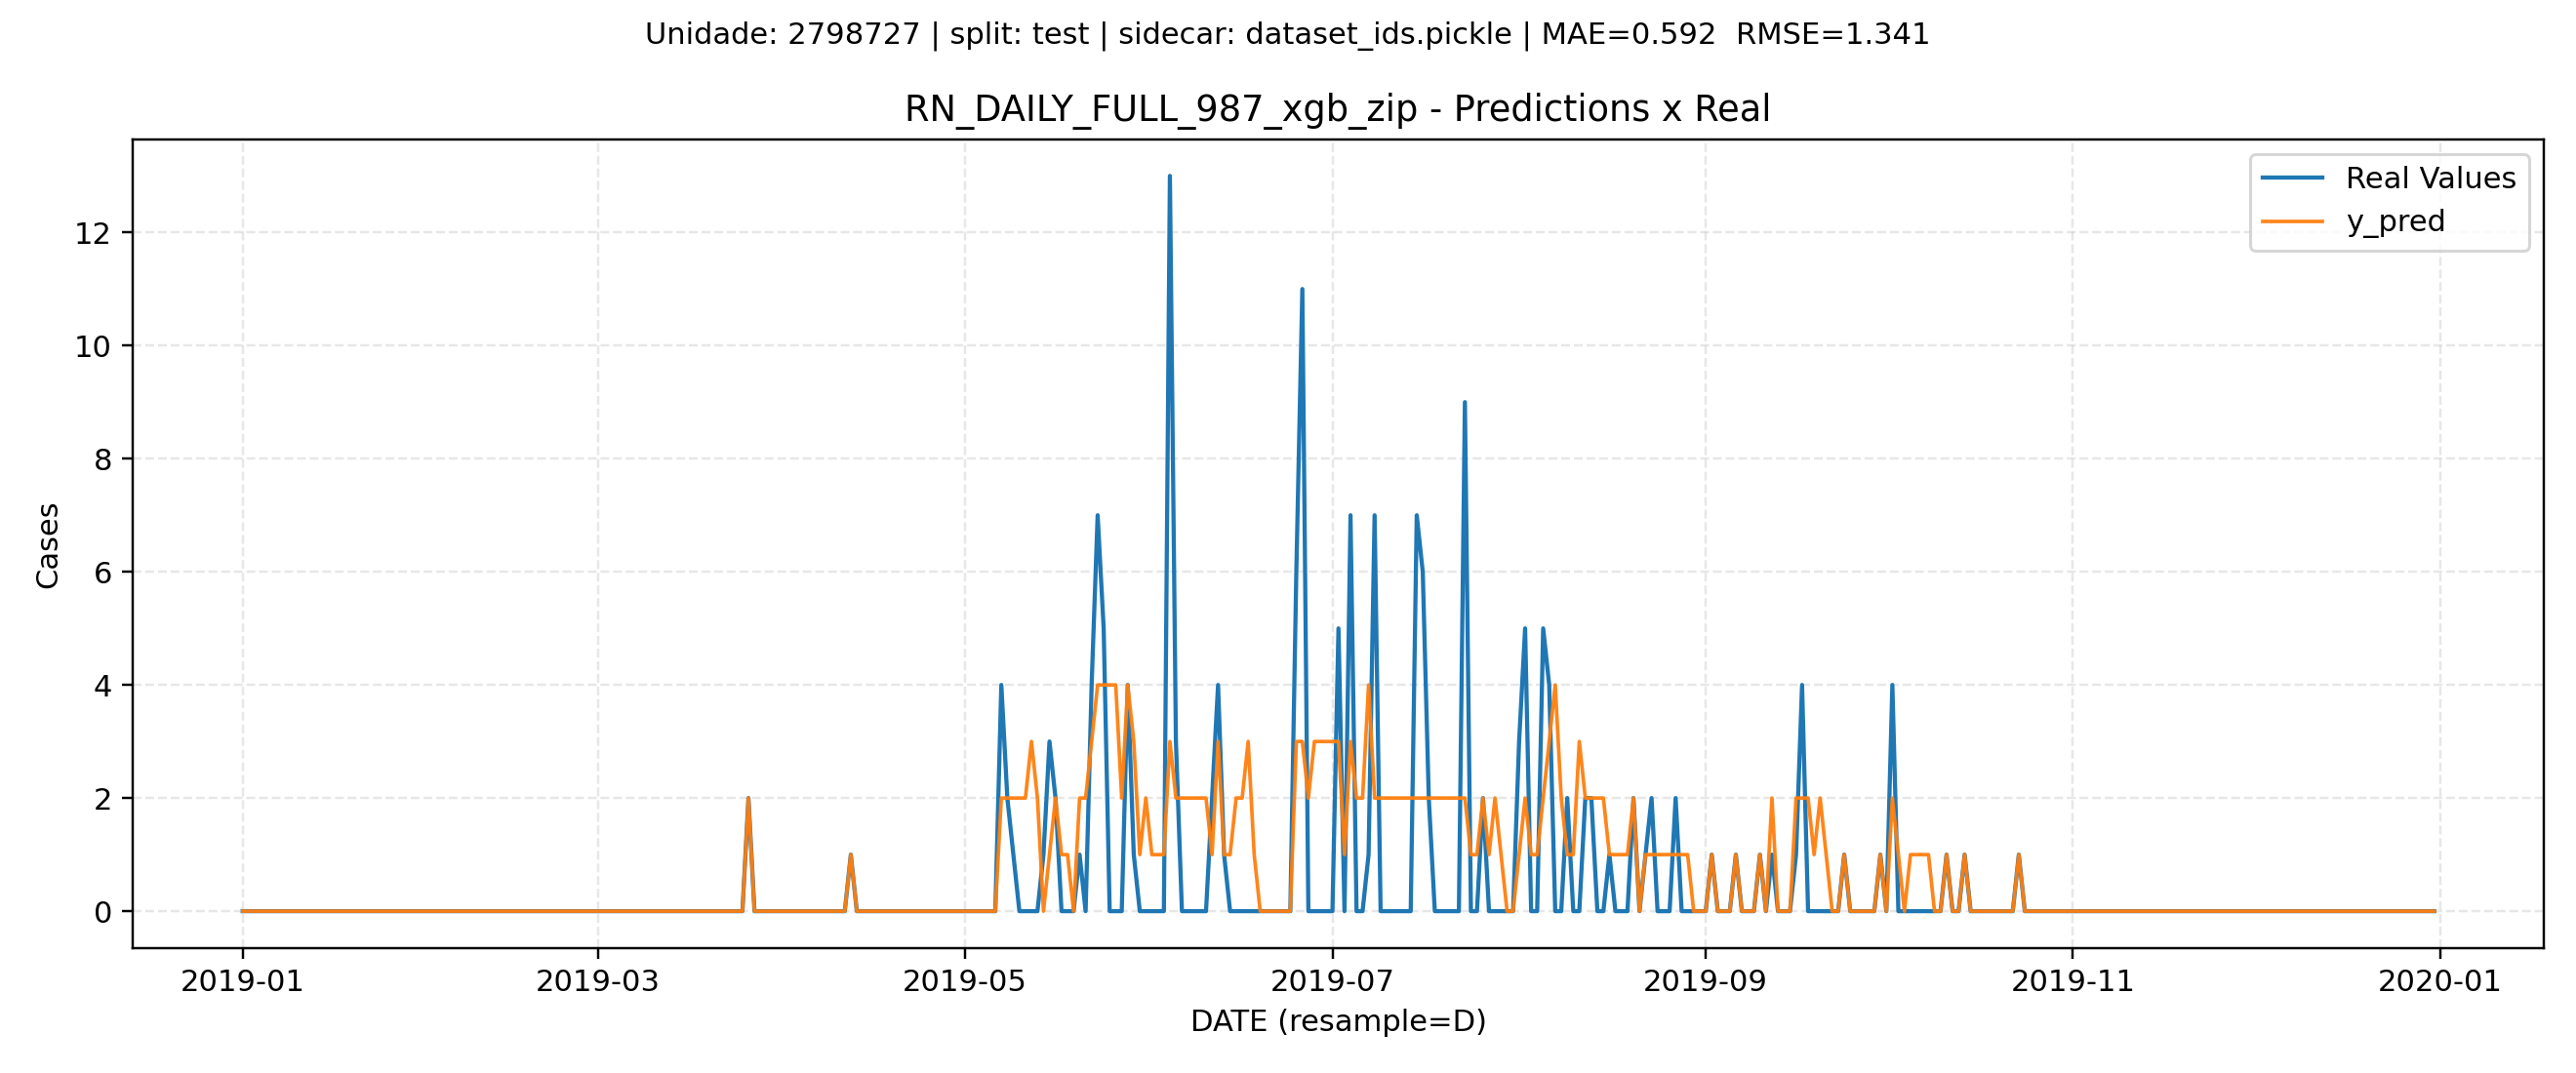 Unidade: 2798727 | split: test | sidecar: dataset_ids.pickle | MAE=0.592  RMSE=1.341
RN_DAILY_FULL_987_xgb_zip - Predictions x Real
Real Values
y_pred
12
10
8
6
4
2
0
Cases
2019-01
2019-03
2019-05
2019-07
2019-09
2019-11
2020-01
DATE (resample=D)